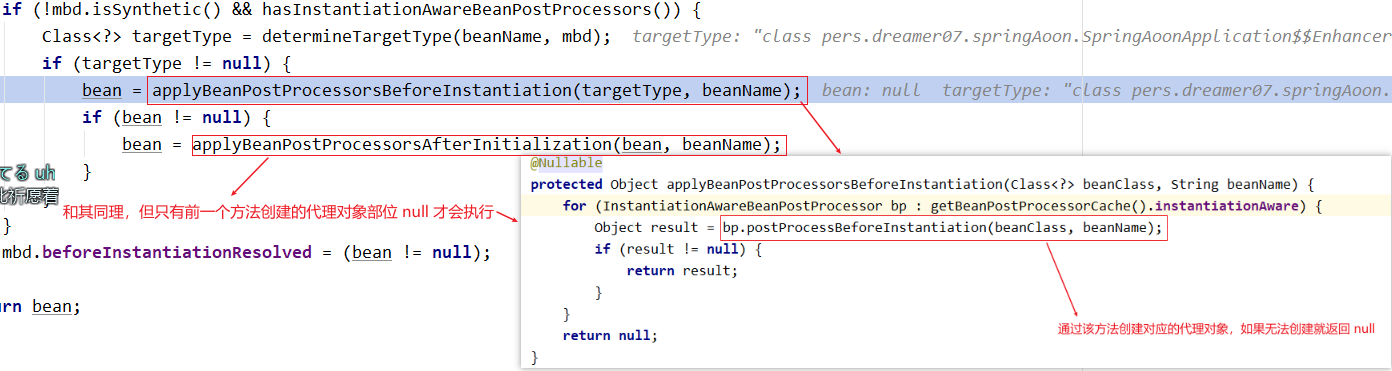 if (!mbd.isSynthetic() && hasInstantiationAwareBeanPostProcessors()) {
Class<?> targetType = determineTargetType(beanName, mbd); targetType: "class pers.dreamer07.springAoon.SpringAoonApplication$$Enhancer
if (targetType != null) {
bean = applyBeanPostProcessorsBeforeInstantiation(targetType, beanName); bean: null targetType: "class pers.dreamer07.springAoon.
if (bean != null) {
bean = applyBeanPostProcessorsAfterInitialization(bean, beanName);
}
てる uh
祈愿着
}
和其同理，但只有前一个方法创建的代理对象部位 null 才会执行
}
mbd.beforeInstantiationResolved = (bean != null);
urn bean;
@Nullable
protected Object applyBeanPostProcessorsBeforeInstantiation(Class<?> beanClass, String beanName) {
for (InstantiationAwareBeanPostProcessor bp : getBeanPostProcessorCache().instantiationAware) {
Object result = bp.postProcessBeforeInstantiation(beanClass, beanName);
if (result != null) {
return result;
}
}
return null;
}
通过该方法创建对应的代理对象，如果无法创建就返回 null